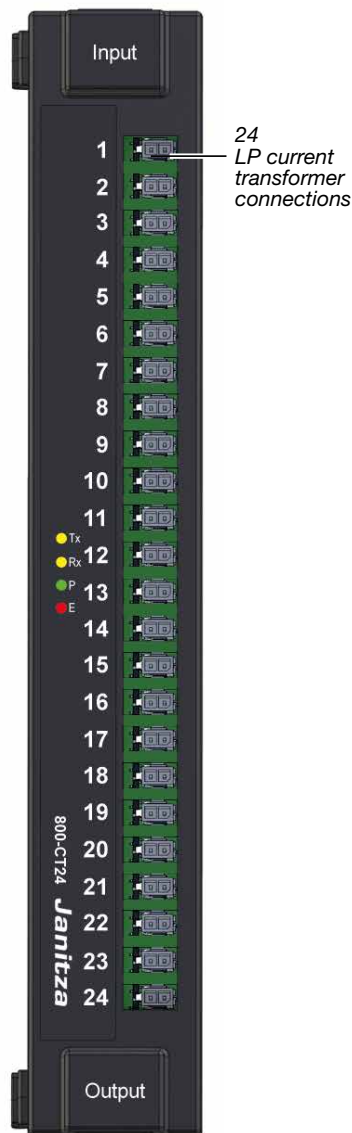 Input
1
24
LP current
transformer
connections
2
3
4
5
6
7
8
9
10
11
Tx
12
Rx
P
13
E
14
15
16
17
18
19
20
21
22
23
24
800-CT24 Janitza
Output